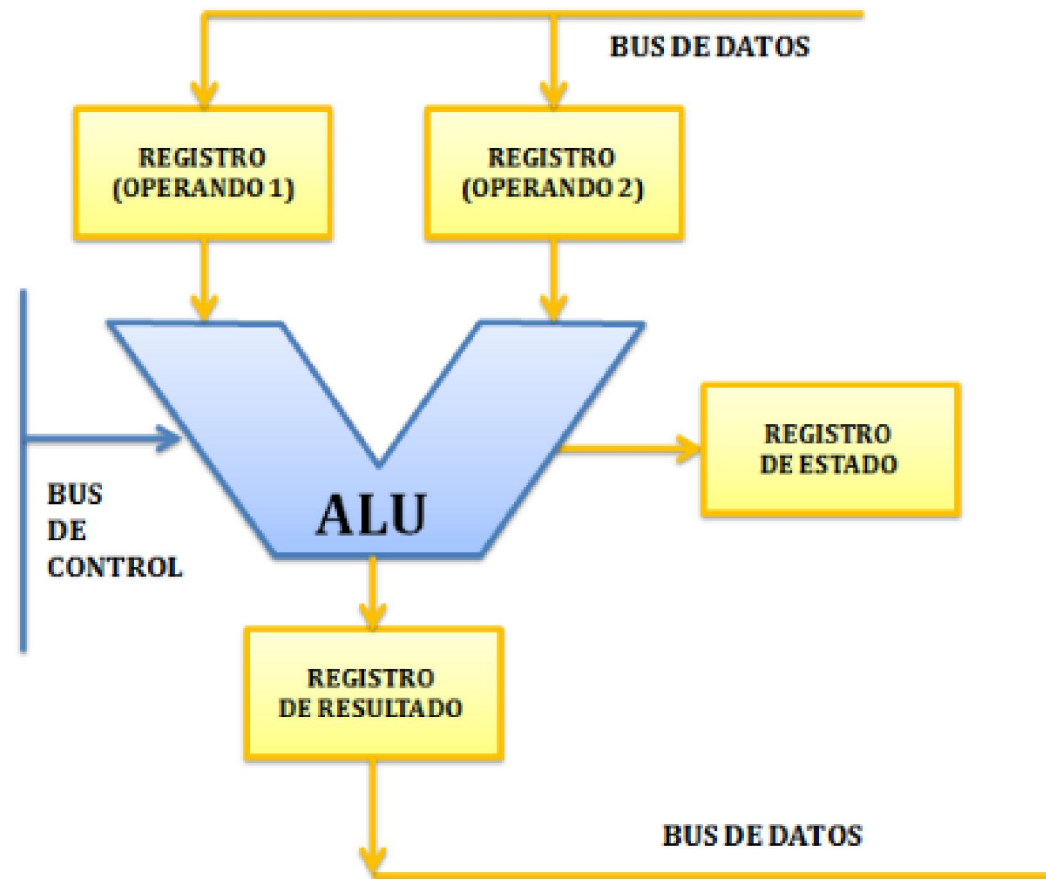 BUS DE DATOS
REGISTRO
(OPERANDO 1)
REGISTRO
(OPERANDO 2)
REGISTRO
DE ESTADO
BUS
DE
CONTROL
ALU
REGISTRO
DE RESULTADO
BUS DE DATOS